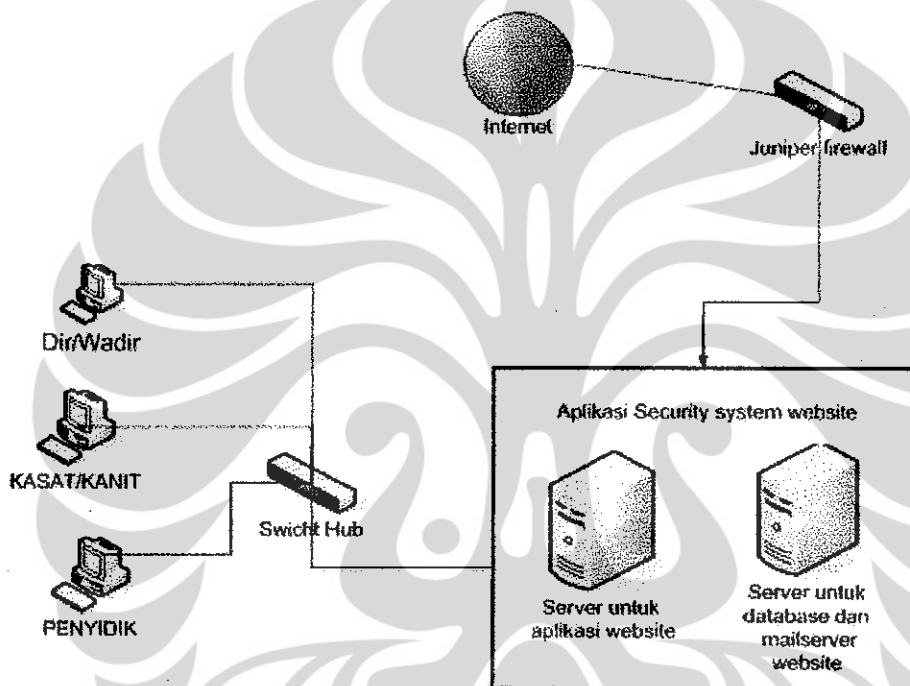 Internet
Juniper firewall
Dir/Wadir
KASAT/KANIT
Swicht Hub
PENYIDIK
Aplikasi Security system website
Server untuk
aplikasi website
Server untuk
database dan
mailserver
website